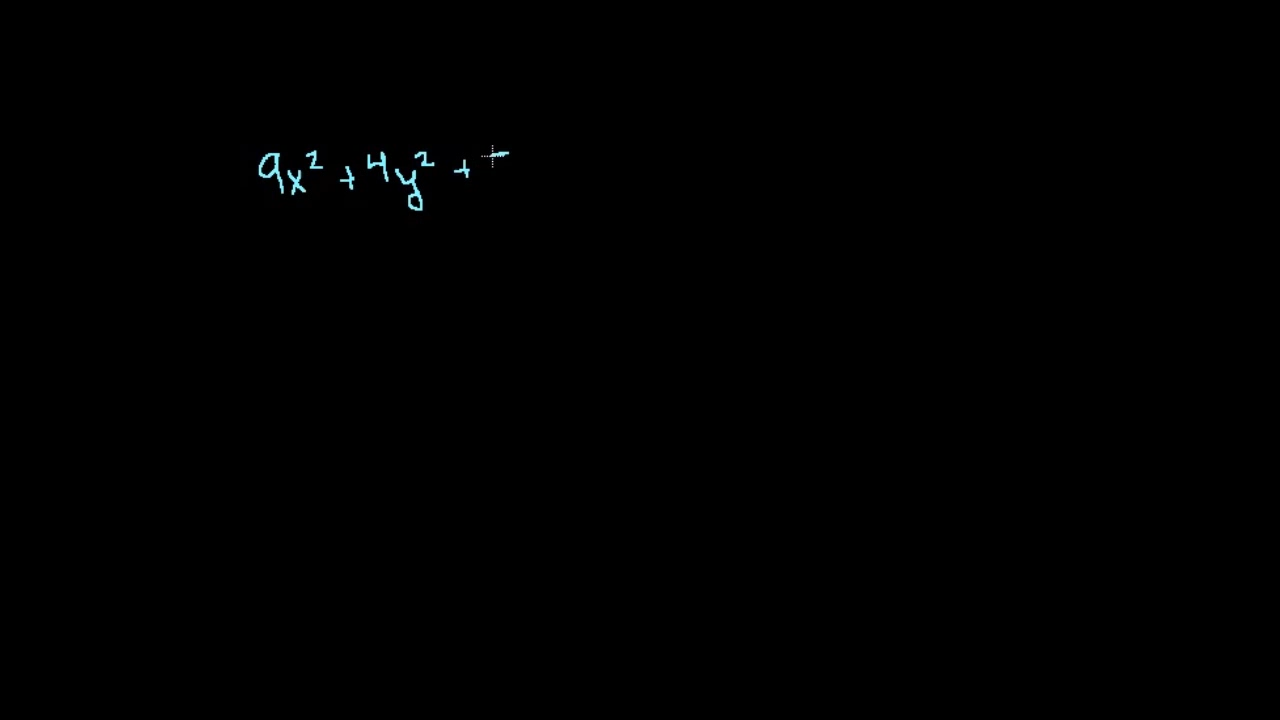 9x² + 4y² +